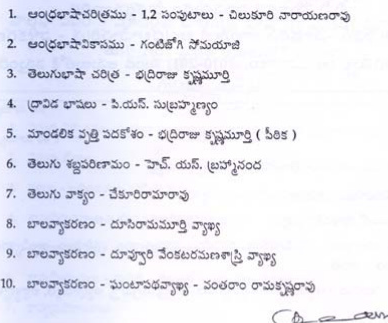 1. ఆంధ్రభాషాచరిత్రము - 1,2 సంపుటాలు - చిలుకూరి నారాయణరావు
2. ఆంధ్రభాషావికాసము - గంటిజోగి సోమయాజి
3. తెలుగుభాషా చరిత్ర - భద్రిరాజు కృష్ణమూర్తి
4. ద్రావిడ భాషలు - పి.యస్. సుబ్రహ్మణ్యం
5. మాండలిక వృత్తి పదకోశం - భద్రిరాజు కృష్ణమూర్తి ( పీఠిక )
6. తెలుగు శబ్దపరిణామం - హెచ్. యస్. బ్రహ్మానంద
7. తెలుగు వాక్యం - చేకూరిరామారావు
8. బాలవ్యాకరణం - దూసిరామమూర్తి వ్యాఖ్య
9. బాలవ్యాకరణం - దువ్వూరి వేంకటరమణశాస్త్రి వ్యాఖ్య
10. బాలవ్యాకరణం - ఘంటాపథవ్యాఖ్య - వంతరాం రామకృష్ణరావు